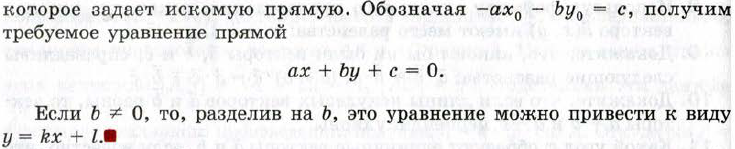 которое задает искомую прямую. Обозначая −ax₀ − by₀ = c, получим
требуемое уравнение прямой
ax + by + c = 0.
Если b ≠ 0, то, разделив на b, это уравнение можно привести к виду
y = kx + l.